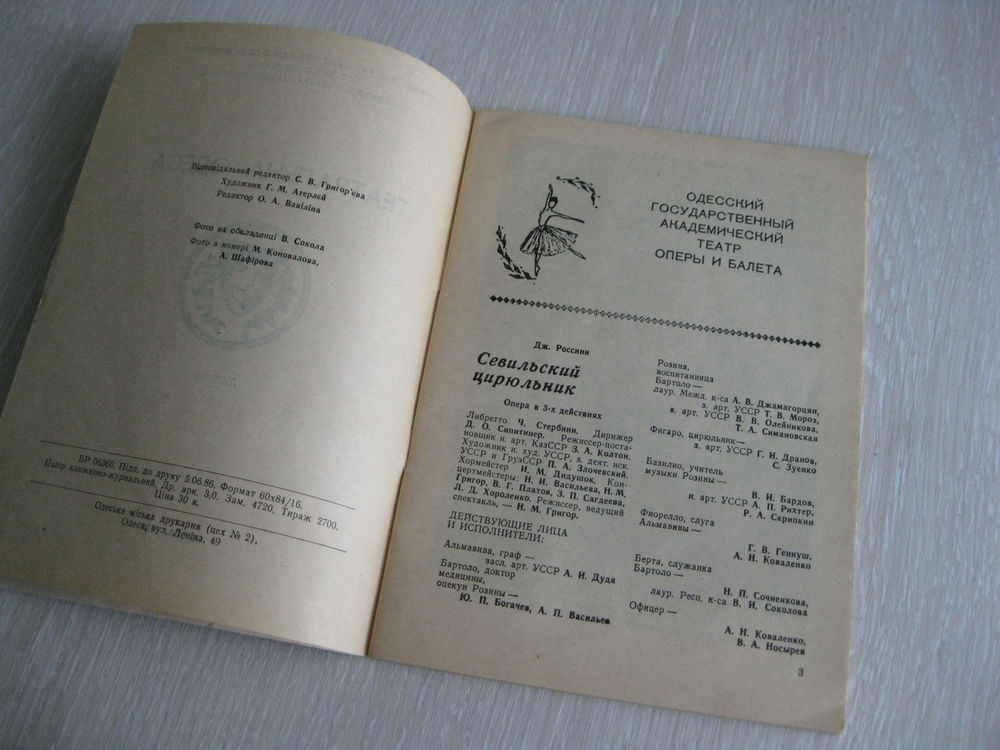 Відповідальний редактор С. В. Григор'єва
Художник Г. М. Атерлей
Редактор О. А. Вавіліна
Фото на обкладинці В. Сокола
Фото в номері М. Коновалова,
А. Шафірова
БР 06360. Підп. до друку 5.06.86. Формат 60х84/16.
Папір книжково-журнальний. Др. арк. 3,0. Зам. 4720. Тираж 2700.
Ціна 30 к.
Одеська міська друкарня (цех № 2),
Одеса, вул. Леніна, 49
ОДЕССКИЙ
ГОСУДАРСТВЕННЫЙ
АКАДЕМИЧЕСКИЙ
ТЕАТР
ОПЕРЫ И БАЛЕТА
Дж. Россини
Севильский
цирюльник
Опера в 3-х действиях
Либретто Ч. Стербини. Дирижер
Д. О. Сипитинер. Режиссер-поста-
новщик н. арт. КазССР З. А. Колтон.
Художник н. худ. УССР, з. деят. иск.
УССР и ГрузССР П. А. Злочевский.
Хормейстер И. М. Дидушок. Кон-
цертмейстеры: Н. И. Васильева, Н. М.
Григор, В. Г. Платов, З. П. Сагдеева,
Л. Д. Хороленко. Режиссер, ведущий
спектакль, — Н. М. Григор.
ДЕЙСТВУЮЩИЕ ЛИЦА
И ИСПОЛНИТЕЛИ:
Альмавива, граф —
засл. арт. УССР А. И. Дуда
Бартоло, доктор
медицины,
опекун Розины —
Ю. П. Богачев, А. П. Васильев
Розина,
воспитанница
Бартоло —
лаур. Межд. к-са А. В. Джамагорцян,
з. арт. УССР Т. В. Мороз,
з. арт. УССР В. В. Олейникова,
Т. А. Симановская
Фигаро, цирюльник —
з. арт. УССР Г. И. Дранов,
С. Зуенко
Базилио, учитель
музыки Розины —
В. И. Бардов,
н. арт. УССР А. П. Рихтер,
Р. А. Скрипкин
Фиорелло, слуга
Альмавивы —
Г. В. Гениуш,
А. Н. Коваленко
Берта, служанка
Бартоло —
Н. П. Сочненкова,
лаур. Респ. к-са В. И. Соколова
Офицер —
А. Н. Коваленко,
В. А. Носырев
3